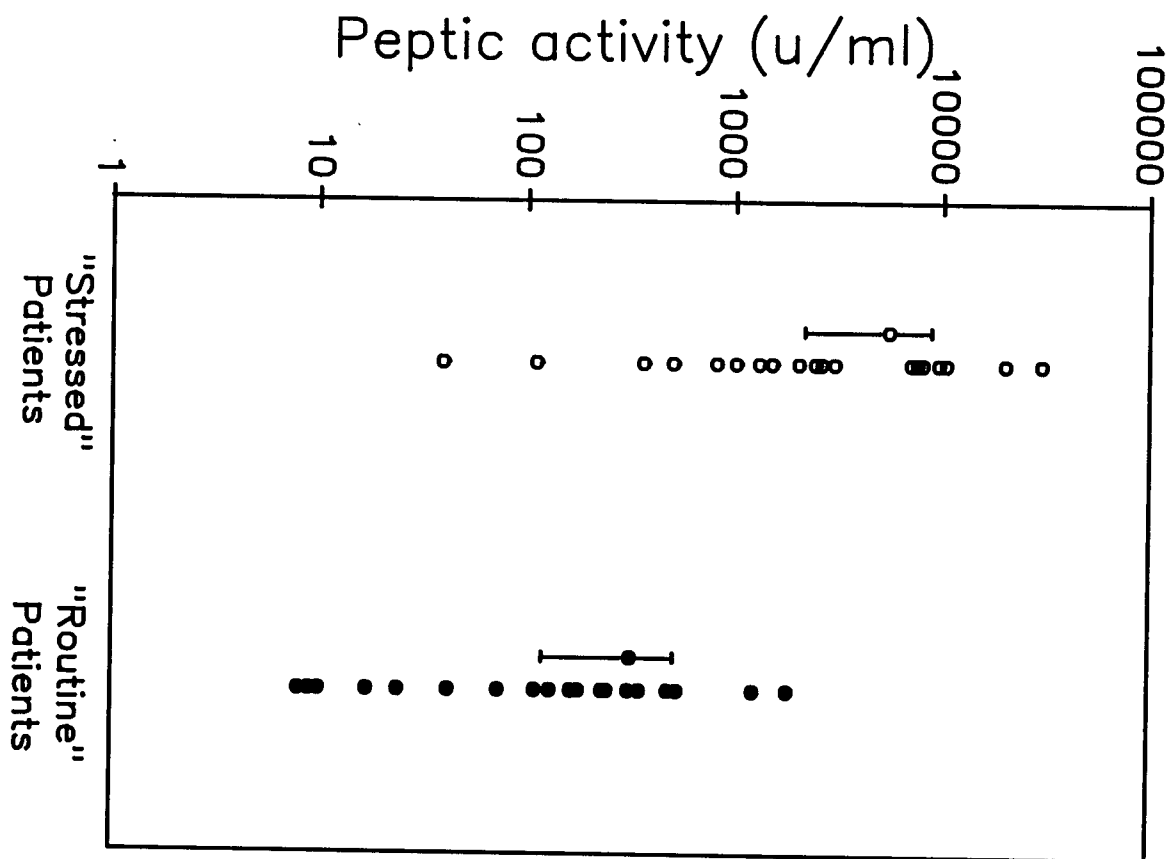 Peptic activity (u/ml)
100000
10000
1000
100
10
1
"Stressed"
Patients
"Routine"
Patients